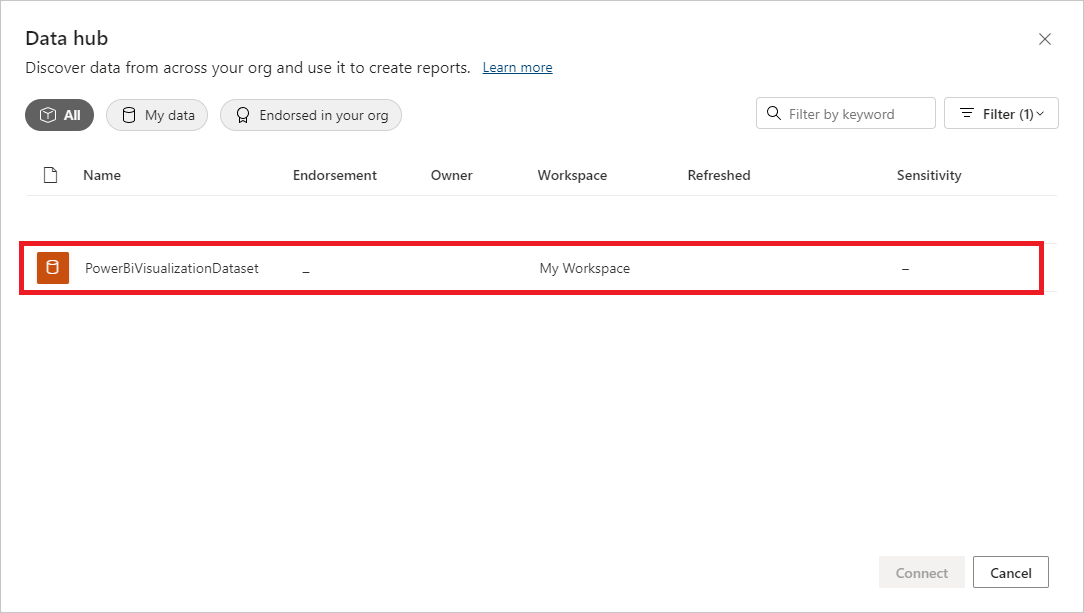 Data hub
Discover data from across your org and use it to create reports. Learn more
All My data Endorsed in your org Filter by keyword Filter (1)
Name Endorsement Owner Workspace Refreshed Sensitivity
PowerBiVisualizationDataset – My Workspace –
Connect Cancel